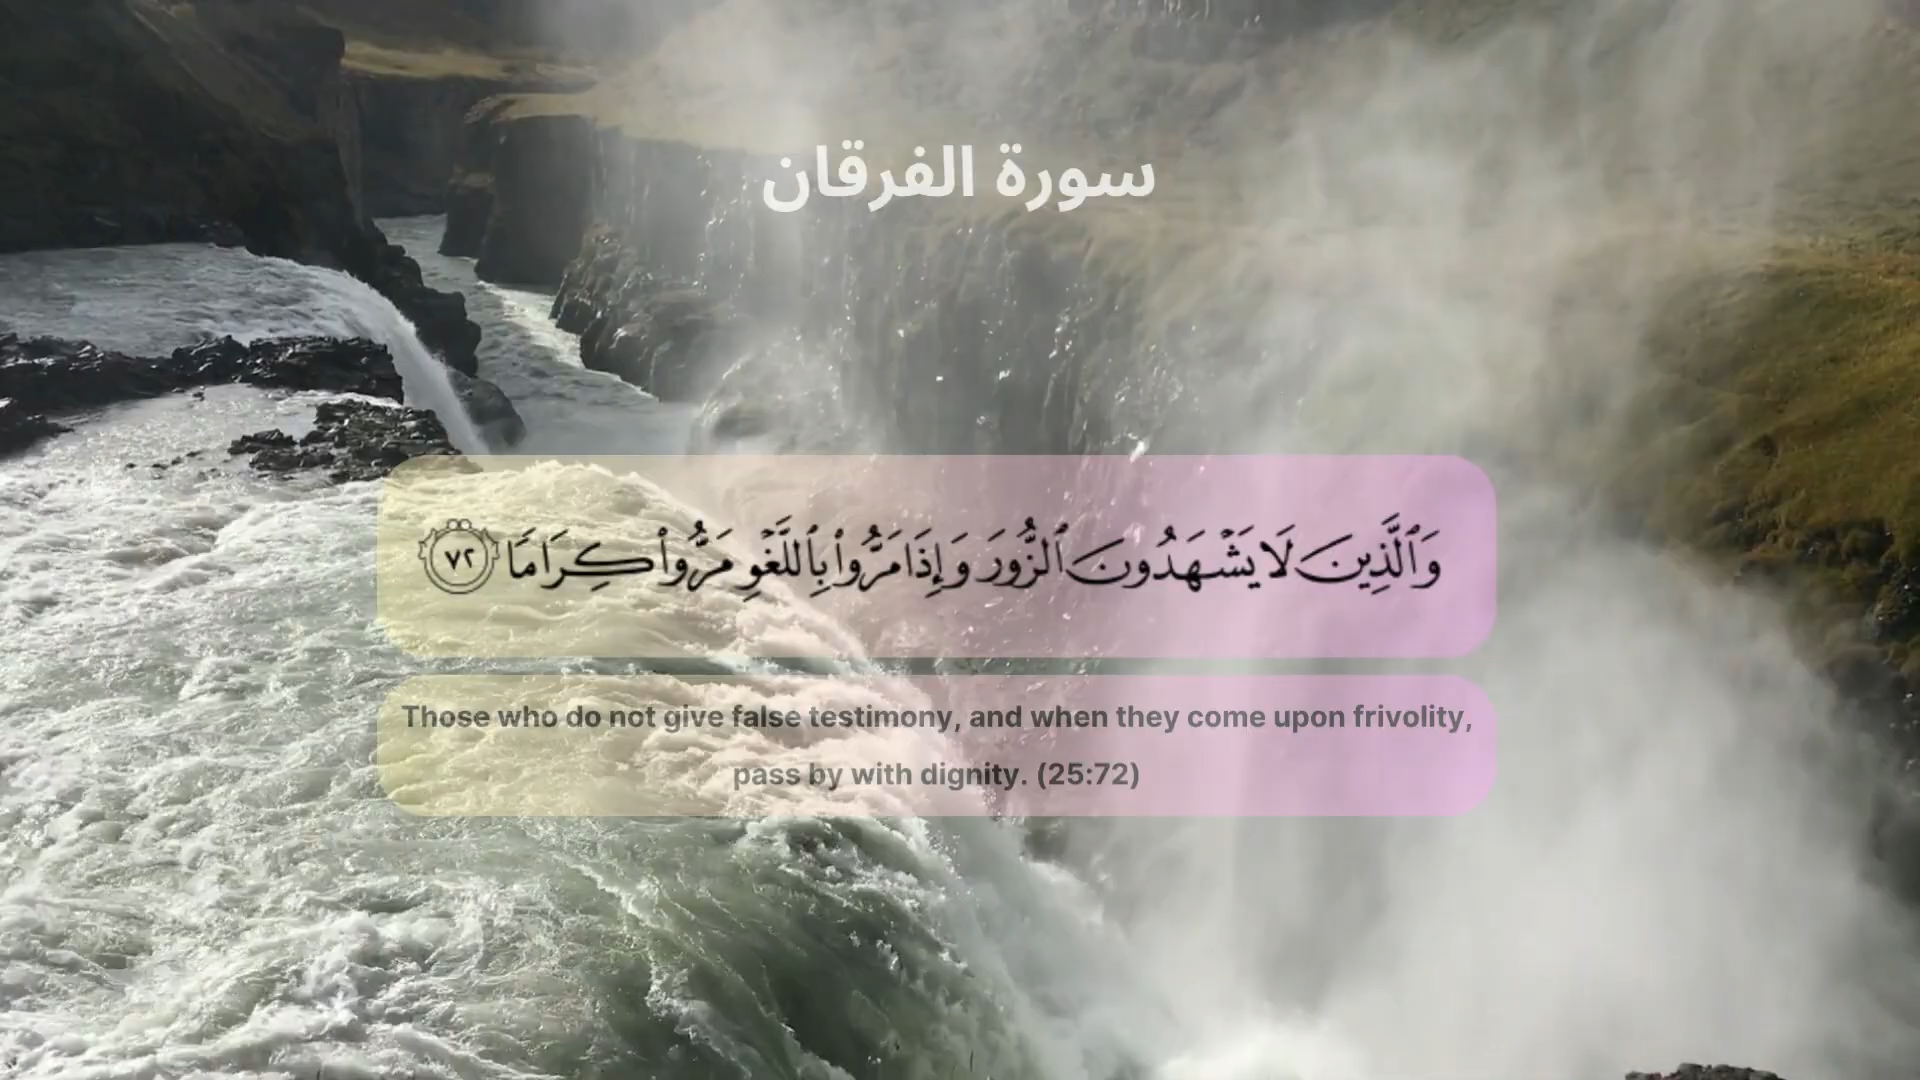 سورة الفرقان
وَٱلَّذِينَ لَا يَشْهَدُونَ ٱلزُّورَ وَإِذَا مَرُّوا۟ بِٱللَّغْوِ مَرُّوا۟ كِرَامًا ٧٢
Those who do not give false testimony, and when they come upon frivolity,
pass by with dignity. (25:72)